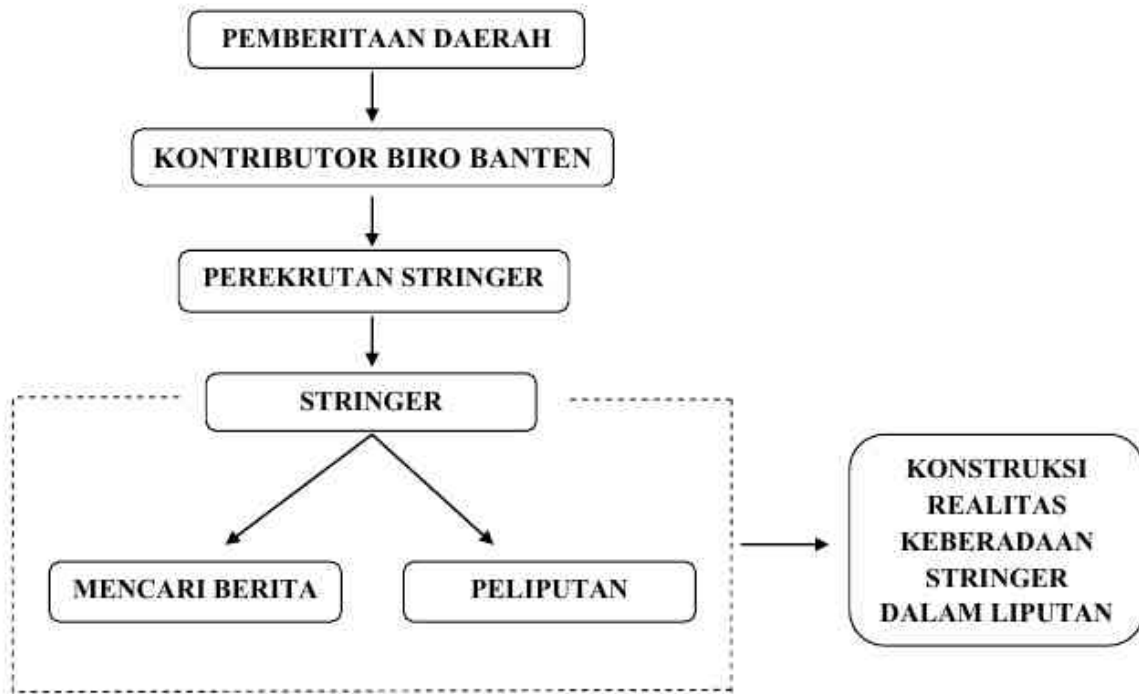 PEMBERITAAN DAERAH
KONTRIBUTOR BIRO BANTEN
PEREKRUTAN STRINGER
STRINGER
MENCARI BERITA
PELIPUTAN
KONSTRUKSI
REALITAS
KEBERADAAN
STRINGER
DALAM LIPUTAN